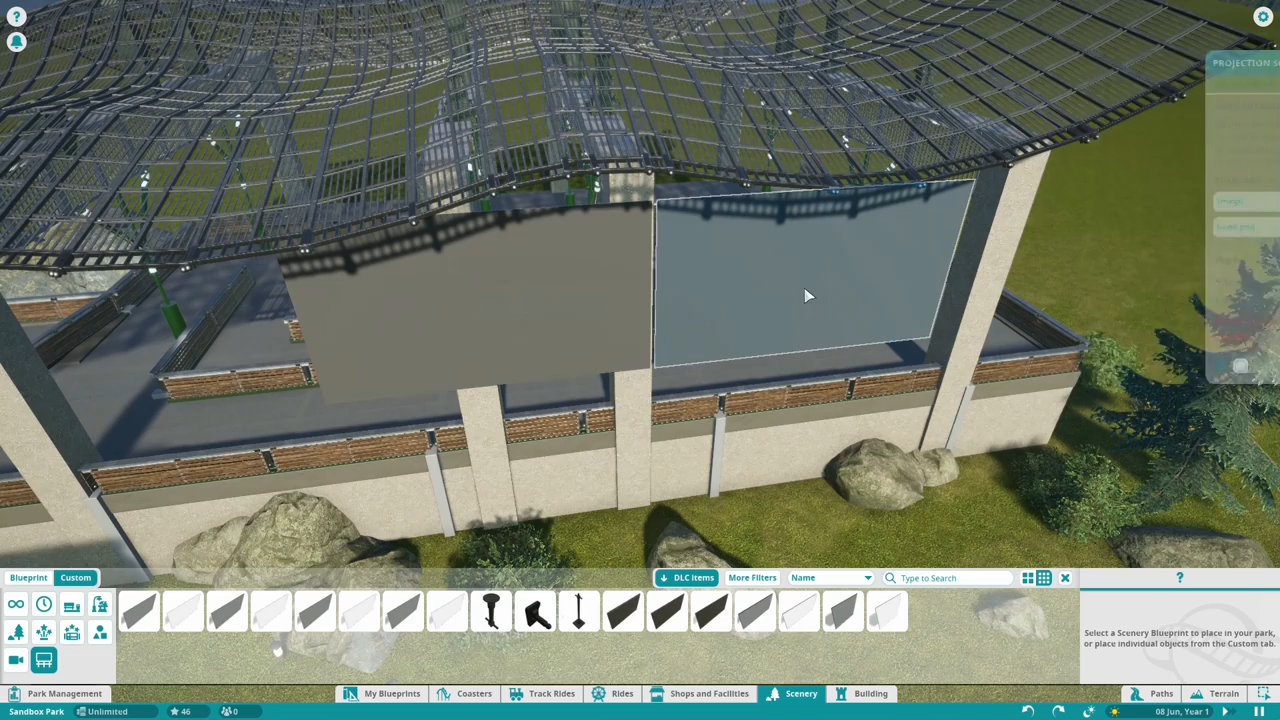 ?
PROJECTION S
Blueprint
Custom
DLC Items
More Filters
Name
Type to Search
?
Select a Scenery Blueprint to place in your park,
or place individual objects from the Custom tab.
Park Management
My Blueprints
Coasters
Track Rides
Rides
Shops and Facilities
Scenery
Building
Paths
Terrain
Sandbox Park
Unlimited
46
0
08 Jun, Year 1